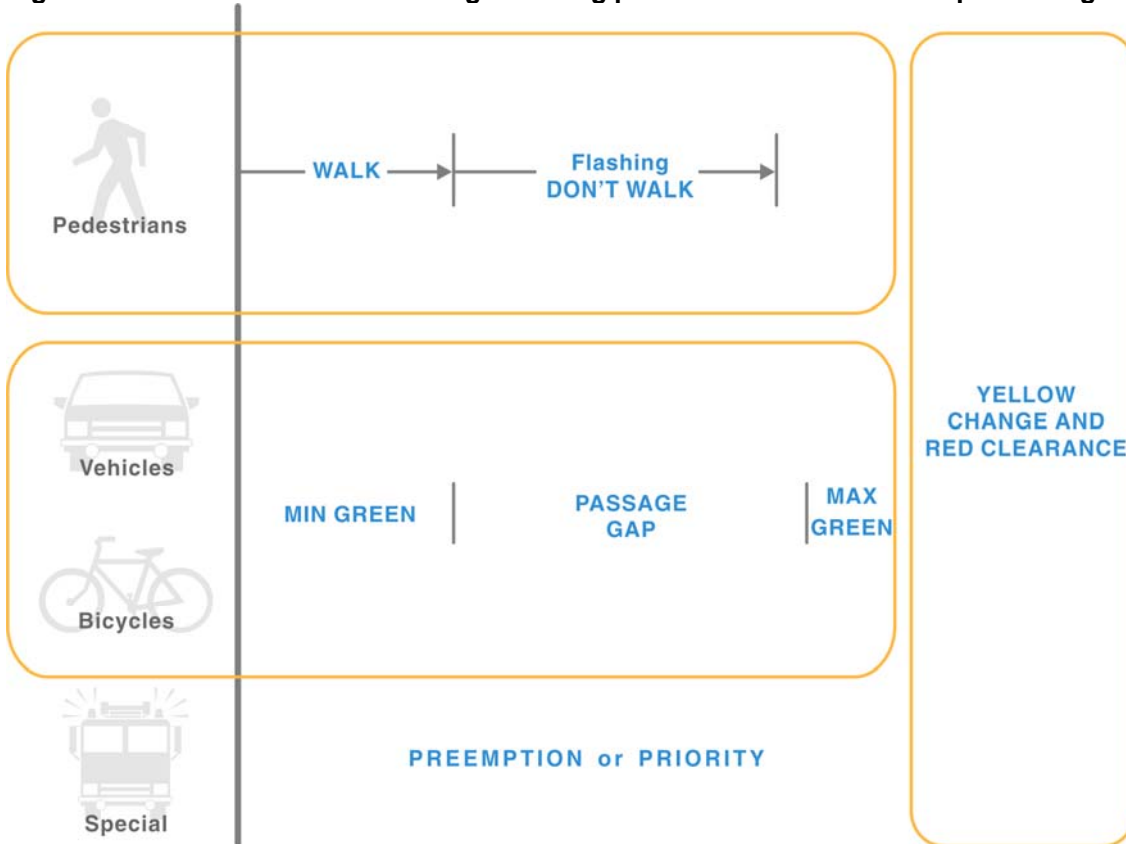 Pedestrians
WALK
Flashing
DON'T WALK
Vehicles
Bicycles
MIN GREEN
PASSAGE
GAP
MAX
GREEN
YELLOW
CHANGE AND
RED CLEARANCE
Special
PREEMPTION or PRIORITY